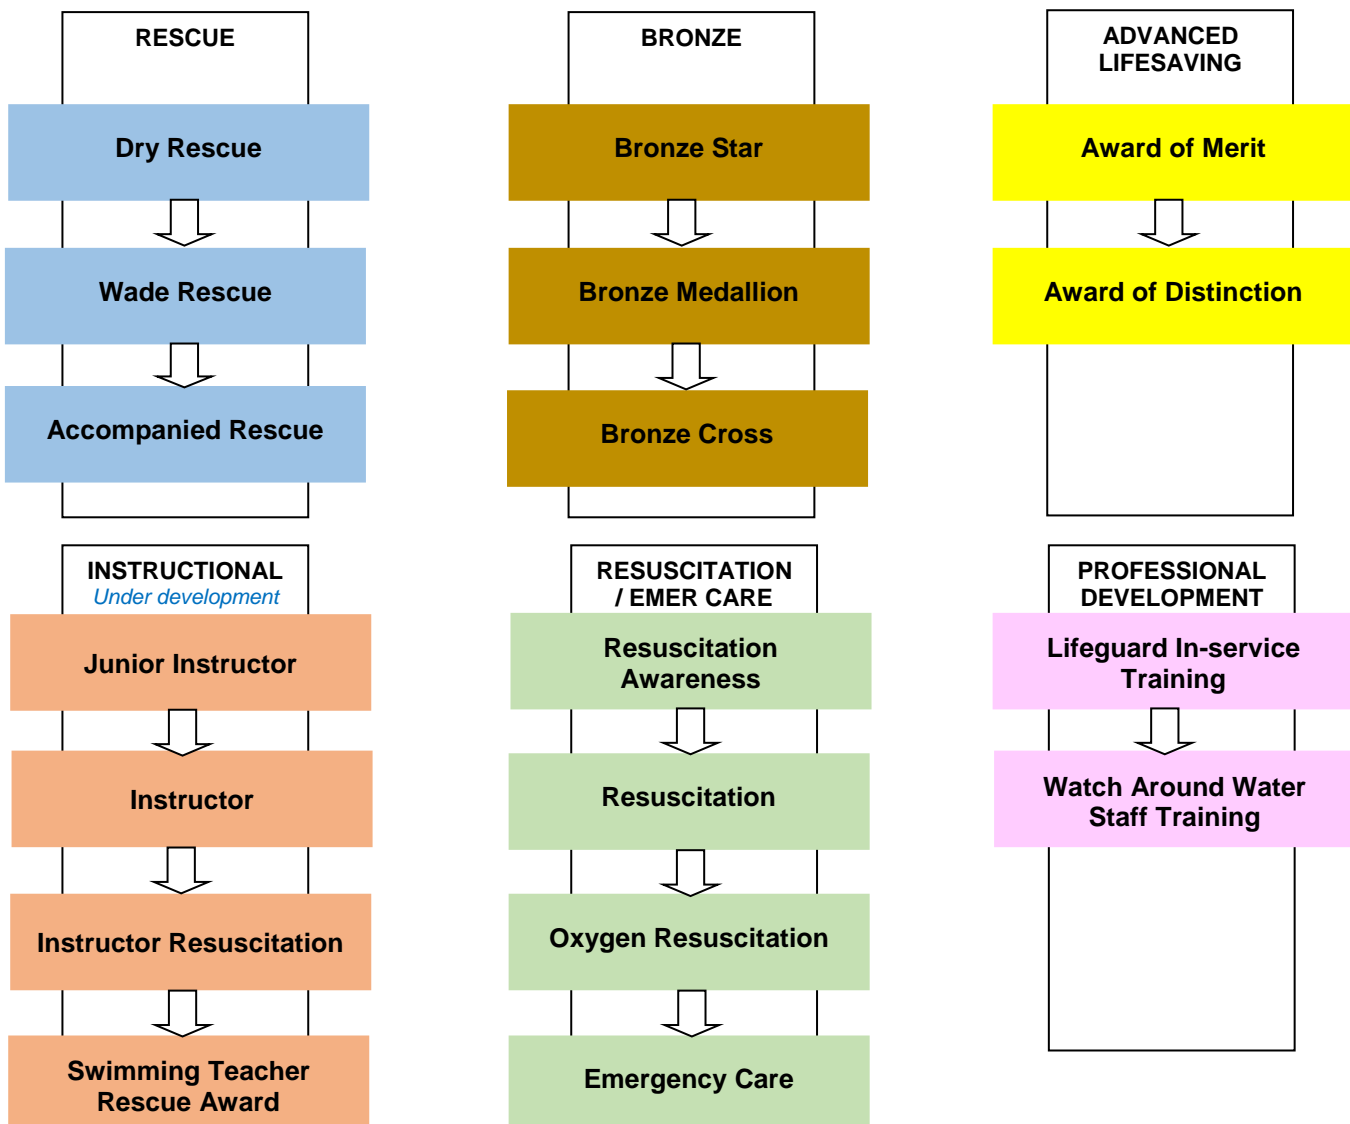 RESCUE
Dry Rescue
Wade Rescue
Accompanied Rescue
BRONZE
Bronze Star
Bronze Medallion
Bronze Cross
ADVANCED
LIFESAVING
Award of Merit
Award of Distinction
INSTRUCTIONAL
Under development
Junior Instructor
Instructor
Instructor Resuscitation
Swimming Teacher
Rescue Award
RESUSCITATION
/ EMER CARE
Resuscitation
Awareness
Resuscitation
Oxygen Resuscitation
Emergency Care
PROFESSIONAL
DEVELOPMENT
Lifeguard In-service
Training
Watch Around Water
Staff Training